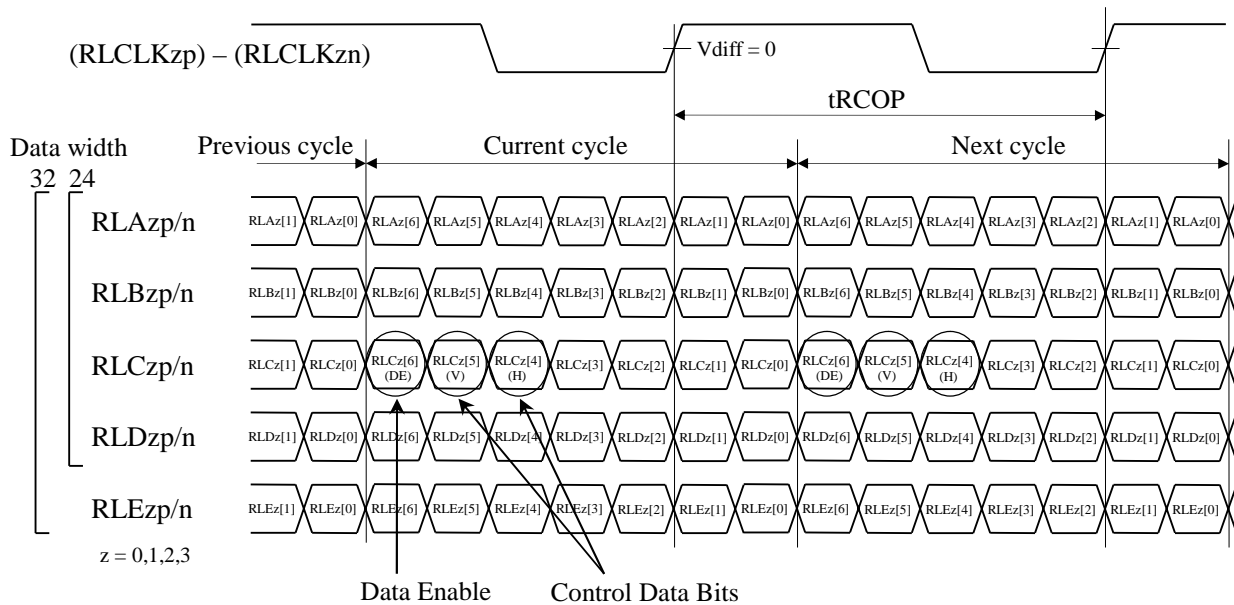 (RLCLKzp) – (RLCLKzn)
Vdiff = 0
tRCOP
Data width
Previous cycle
Current cycle
Next cycle
32 24
RLAzp/n
RLAz[1] RLAz[0] RLAz[6] RLAz[5] RLAz[4] RLAz[3] RLAz[2] RLAz[1] RLAz[0] RLAz[6] RLAz[5] RLAz[4] RLAz[3] RLAz[2] RLAz[1] RLAz[0]
RLBzp/n
RLBz[1] RLBz[0] RLBz[6] RLBz[5] RLBz[4] RLBz[3] RLBz[2] RLBz[1] RLBz[0] RLBz[6] RLBz[5] RLBz[4] RLBz[3] RLBz[2] RLBz[1] RLBz[0]
RLCzp/n
RLCz[1] RLCz[0] RLCz[6] RLCz[5] RLCz[4] RLCz[3] RLCz[2] RLCz[1] RLCz[0] RLCz[6] RLCz[5] RLCz[4] RLCz[3] RLCz[2] RLCz[1] RLCz[0]
(DE) (V) (H) (DE) (V) (H)
RLDzp/n
RLDz[1] RLDz[0] RLDz[6] RLDz[5] RLDz[4] RLDz[3] RLDz[2] RLDz[1] RLDz[0] RLDz[6] RLDz[5] RLDz[4] RLDz[3] RLDz[2] RLDz[1] RLDz[0]
RLEzp/n
RLEz[1] RLEz[0] RLEz[6] RLEz[5] RLEz[4] RLEz[3] RLEz[2] RLEz[1] RLEz[0] RLEz[6] RLEz[5] RLEz[4] RLEz[3] RLEz[2] RLEz[1] RLEz[0]
z = 0,1,2,3
Data Enable
Control Data Bits